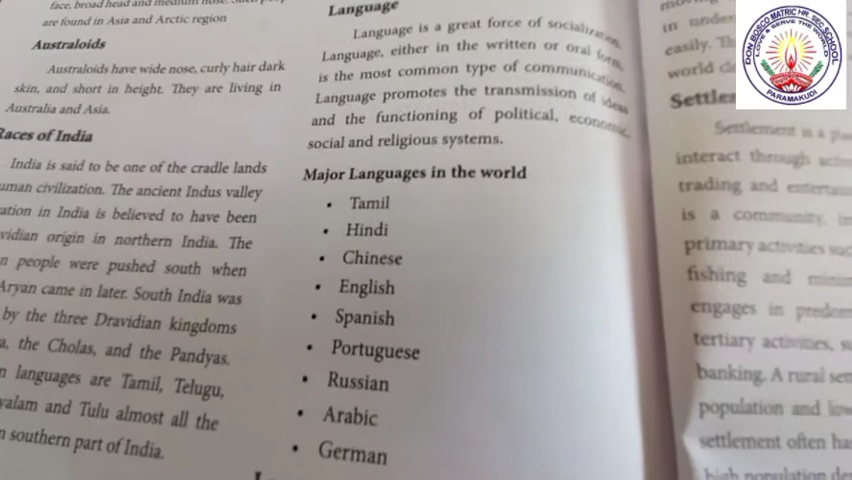 face, broad head and medium nose. Such
are found in Asia and Arctic region
Australoids
Australoids have wide nose, curly hair dark
skin, and short in height. They are living in
Australia and Asia.
Races of India
India is said to be one of the cradle lands
uman civilization. The ancient Indus valley
ation in India is believed to have been
vidian origin in northern India. The
n people were pushed south when
Aryan came in later. South India was
by the three Dravidian kingdoms
a, the Cholas, and the Pandyas.
n languages are Tamil, Telugu,
valam and Tulu almost all the
n southern part of India.
Language
Language is a great force of socialization.
Language, either in the written or oral form,
is the most common type of communication.
Language promotes the transmission of ideas
and the functioning of political, economic,
social and religious systems.
Major Languages in the world
• Tamil
• Hindi
• Chinese
• English
• Spanish
• Portuguese
• Russian
• Arabic
• German
moving
in under
easily. Th
world
Settle
Settlement is a
interact through
trading and
is a community,
primary activities
fishing and
engages in
tertiary activities,
banking. A rural
population and
settlement often
high population
DON BOSCO MATRIC HR SEC SCHOOL
LOVE & SERVE THE WORLD
PARAMAKUDI